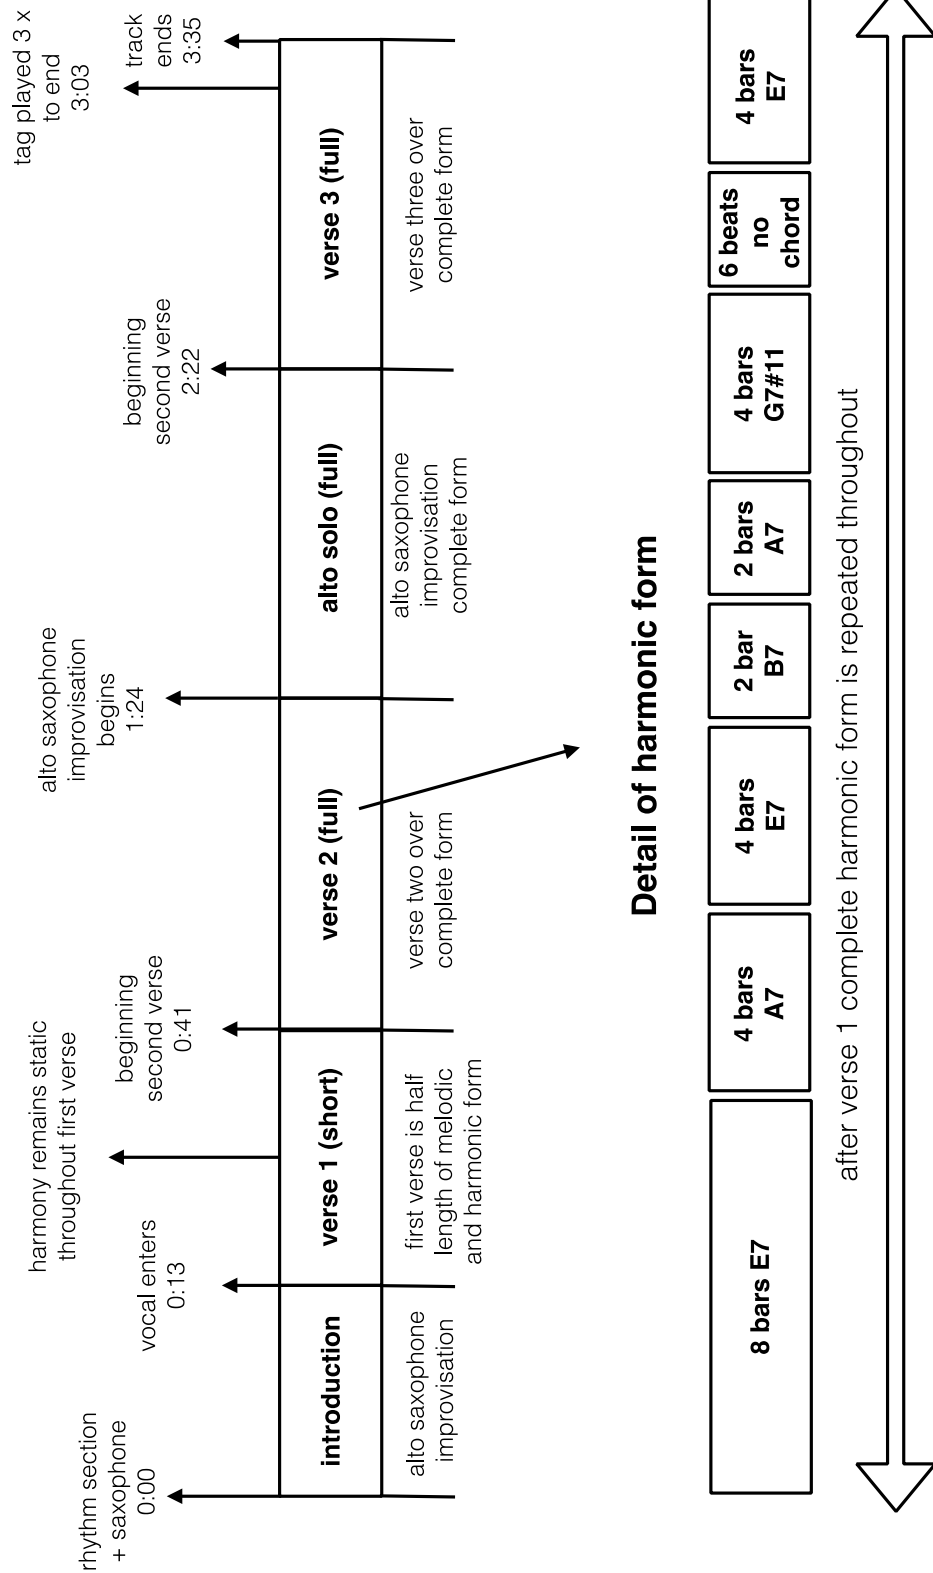 rhythm section
+ saxophone
0:00
vocal enters
0:13
harmony remains static
throughout first verse
beginning
second verse
0:41
alto saxophone
improvisation
begins
1:24
beginning
second verse
2:22
tag played 3 x
to end
3:03
track
ends
3:35
introduction
verse 1 (short)
verse 2 (full)
alto solo (full)
verse 3 (full)
alto saxophone
improvisation
first verse is half
length of melodic
and harmonic form
verse two over
complete form
alto saxophone
improvisation
complete form
verse three over
complete form
Detail of harmonic form
8 bars E7
4 bars
A7
4 bars
E7
2 bar
B7
2 bars
A7
4 bars
G7#11
6 beats
no
chord
4 bars
E7
after verse 1 complete harmonic form is repeated throughout